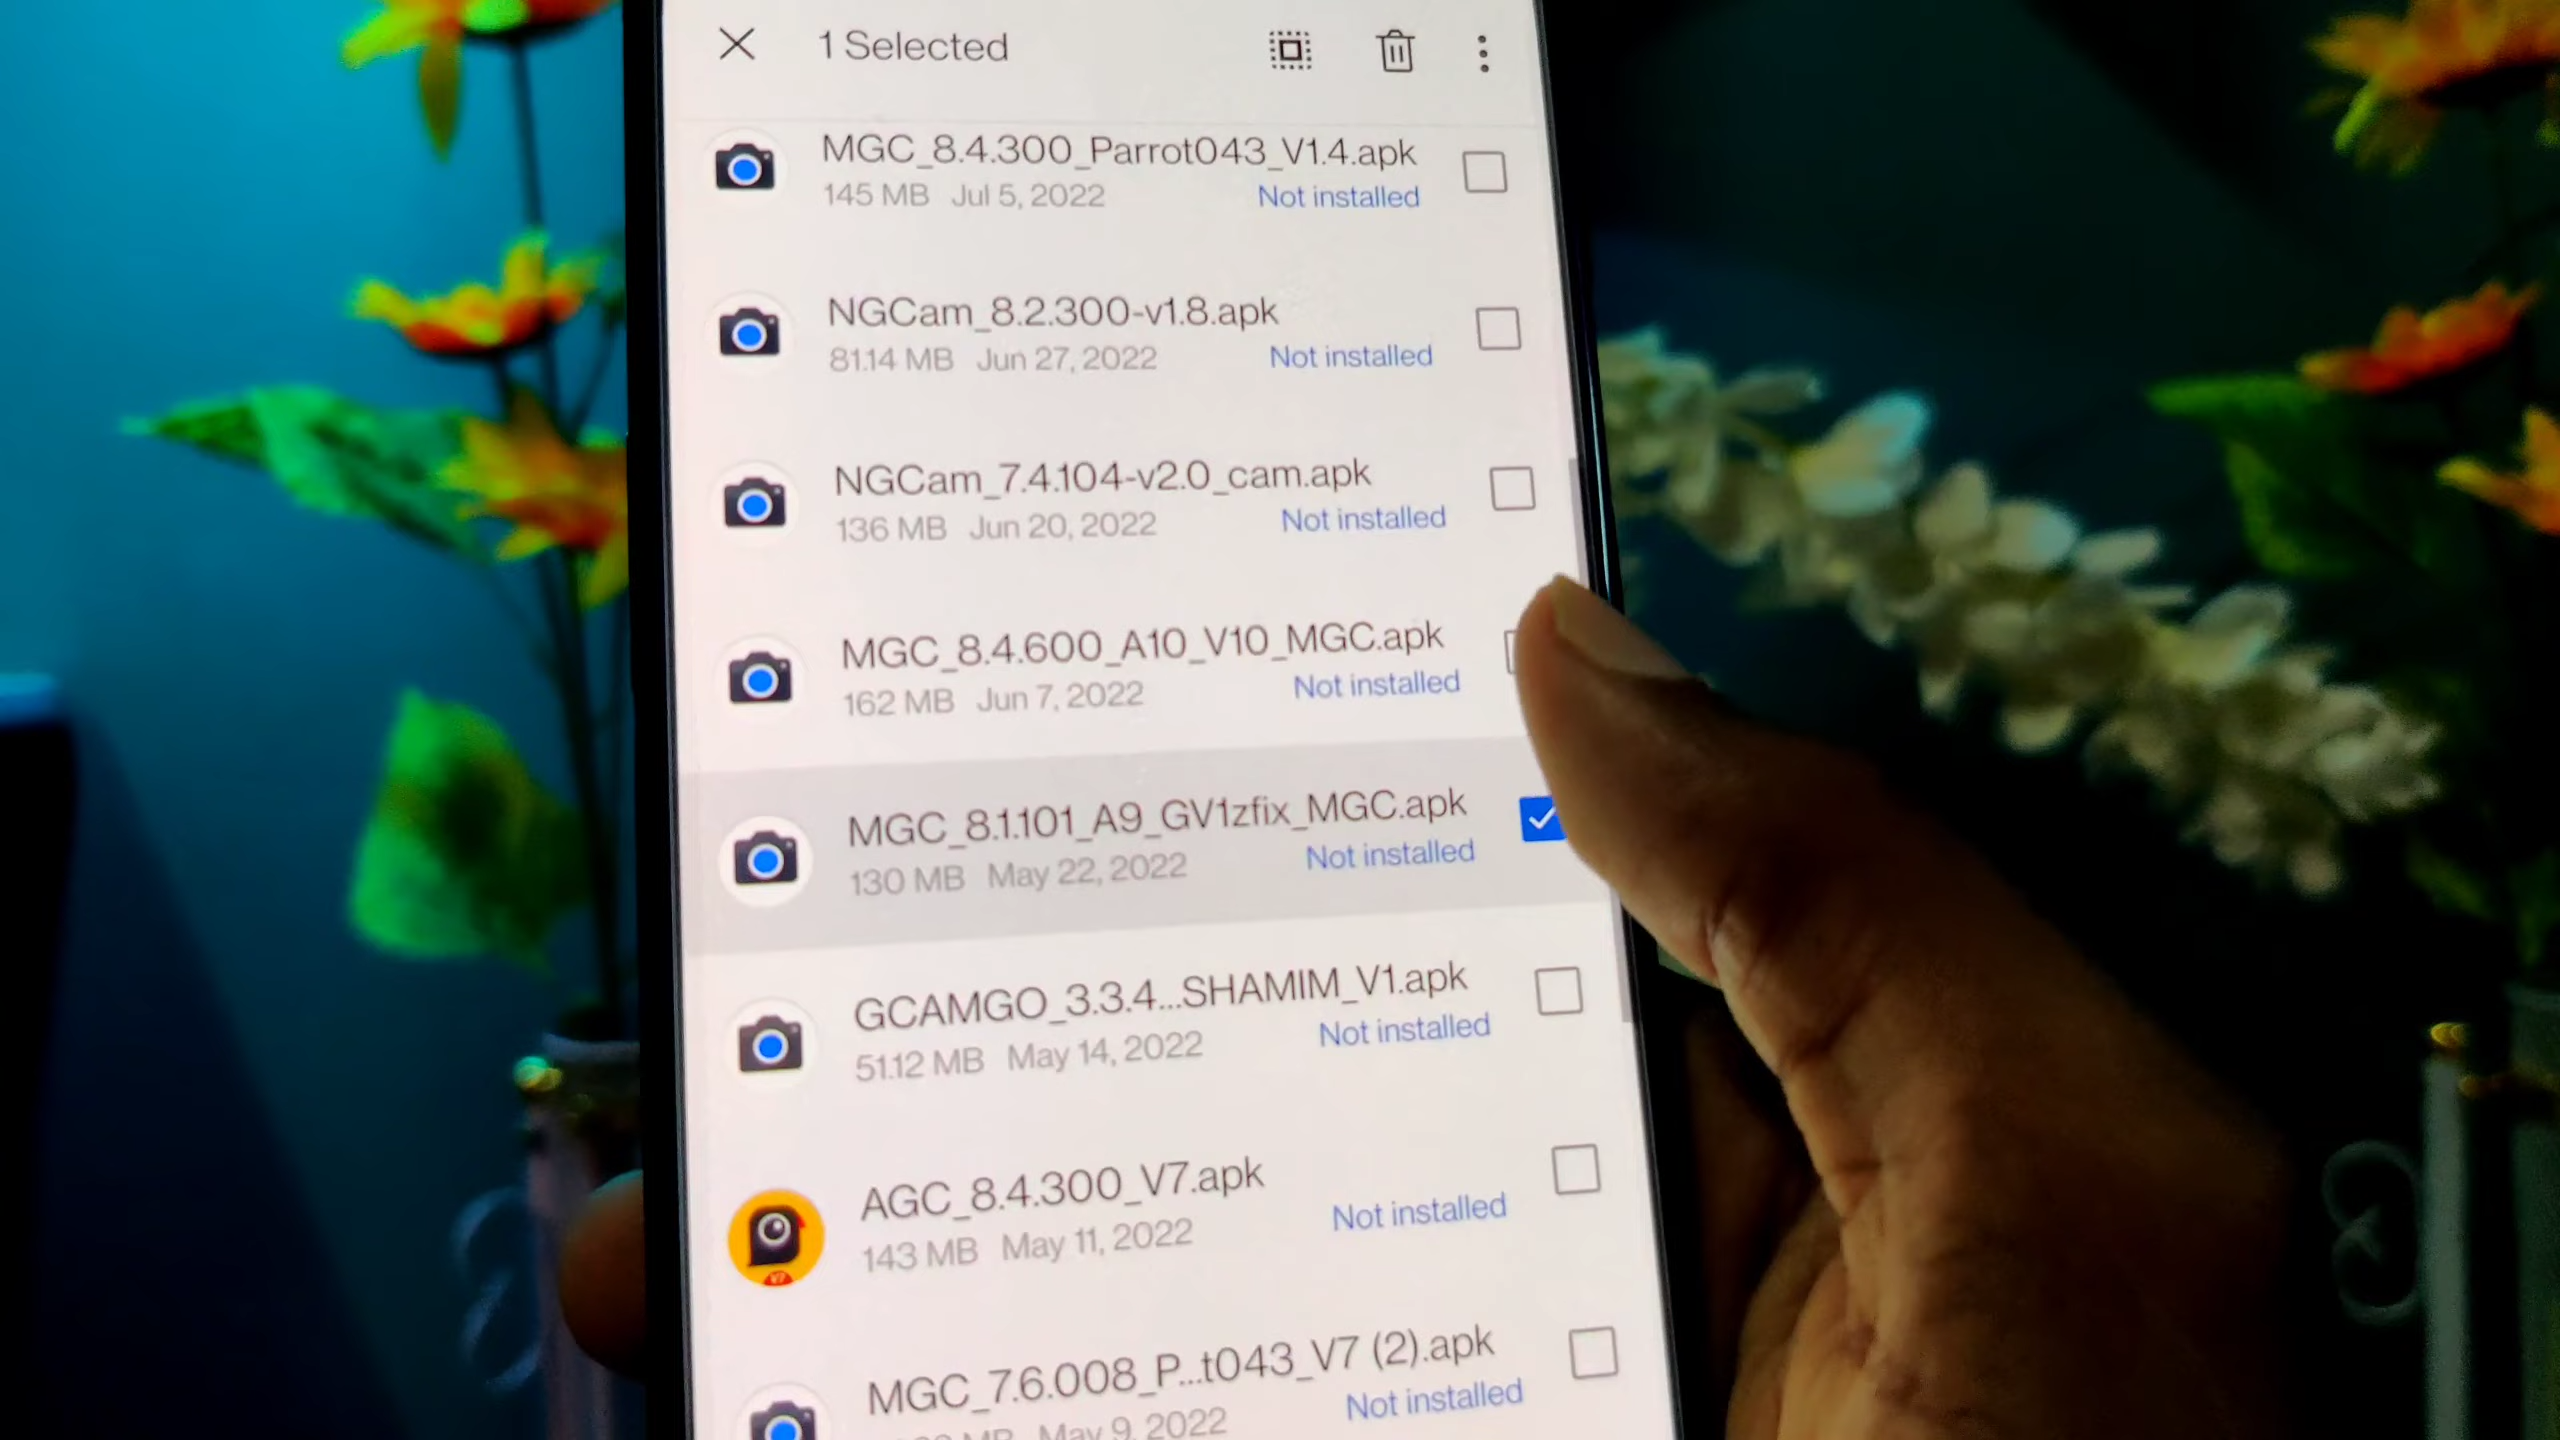 1 Selected
MGC_8.4.300_Parrot043_V1.4.apk
145 MB Jul 5, 2022 Not installed
NGCam_8.2.300-v1.8.apk
81.14 MB Jun 27, 2022 Not installed
NGCam_7.4.104-v2.0_cam.apk
136 MB Jun 20, 2022 Not installed
MGC_8.4.600_A10_V10_MGC.apk
162 MB Jun 7, 2022 Not installed
MGC_8.1.101_A9_GV1zfix_MGC.apk
130 MB May 22, 2022 Not installed
GCAMGO_3.3.4...SHAMIM_V1.apk
51.12 MB May 14, 2022 Not installed
AGC_8.4.300_V7.apk
143 MB May 11, 2022 Not installed
V7
MGC_7.6.008_P...t043_V7 (2).apk
MB May 9, 2022 Not installed